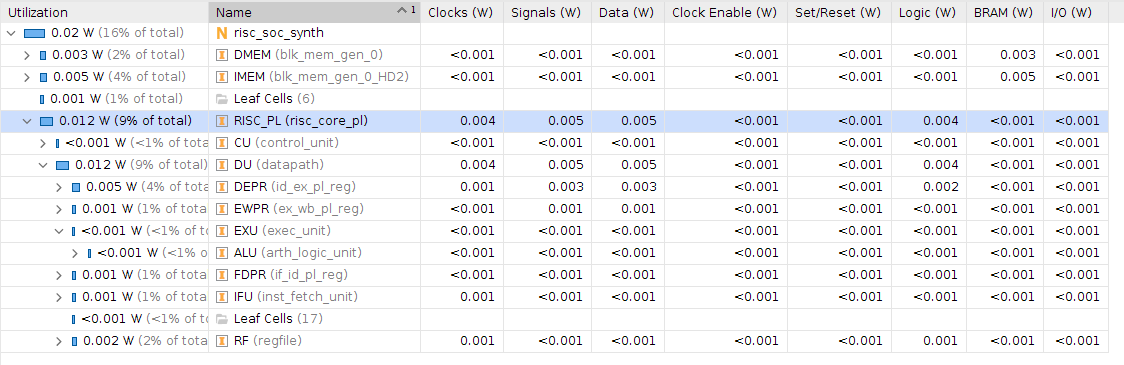 Utilization Name 1 Clocks (W) Signals (W) Data (W) Clock Enable (W) Set/Reset (W) Logic (W) BRAM (W) I/O (W)
0.02 W (16% of total) N risc_soc_synth
0.003 W (2% of total) I DMEM (blk_mem_gen_0) <0.001 <0.001 <0.001 <0.001 <0.001 <0.001 0.003 <0.001
0.005 W (4% of total) I IMEM (blk_mem_gen_0_HD2) <0.001 <0.001 <0.001 <0.001 <0.001 <0.001 0.005 <0.001
0.001 W (1% of total) Leaf Cells (6)
0.012 W (9% of total) I RISC_PL (risc_core_pl) 0.004 0.005 0.005 <0.001 <0.001 0.004 <0.001 <0.001
<0.001 W (<1% of tota I CU (control_unit) <0.001 <0.001 <0.001 <0.001 <0.001 <0.001 <0.001 <0.001
0.012 W (9% of total) I DU (datapath) 0.004 0.005 0.005 <0.001 <0.001 0.004 <0.001 <0.001
0.005 W (4% of tota I DEPR (id_ex_pl_reg) 0.001 0.003 0.003 <0.001 <0.001 0.002 <0.001 <0.001
0.001 W (1% of tota I EWPR (ex_wb_pl_reg) <0.001 0.001 0.001 <0.001 <0.001 <0.001 <0.001 <0.001
<0.001 W (<1% of to I EXU (exec_unit) <0.001 <0.001 <0.001 <0.001 <0.001 <0.001 <0.001 <0.001
<0.001 W (<1% o I ALU (arth_logic_unit) <0.001 <0.001 <0.001 <0.001 <0.001 <0.001 <0.001 <0.001
0.001 W (1% of tota I FDPR (if_id_pl_reg) <0.001 <0.001 <0.001 <0.001 <0.001 <0.001 <0.001 <0.001
0.001 W (1% of tota I IFU (inst_fetch_unit) 0.001 <0.001 <0.001 <0.001 <0.001 <0.001 <0.001 <0.001
<0.001 W (<1% of to Leaf Cells (17)
0.002 W (2% of tota I RF (regfile) 0.001 <0.001 <0.001 <0.001 <0.001 0.001 <0.001 <0.001